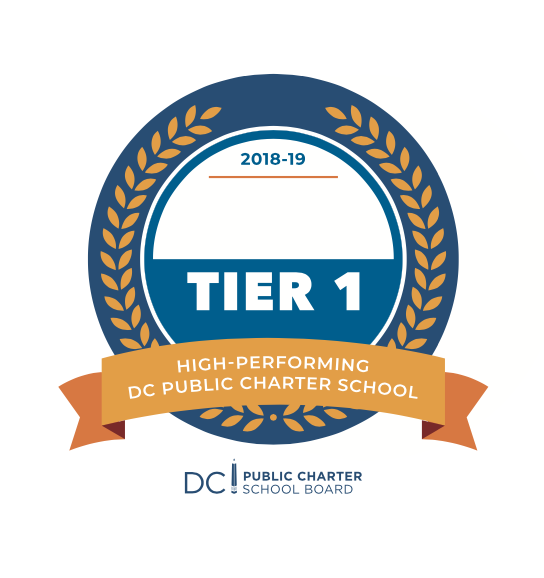 2018-19
TIER 1
HIGH-PERFORMING
DC PUBLIC CHARTER SCHOOL
DC PUBLIC CHARTER
SCHOOL BOARD